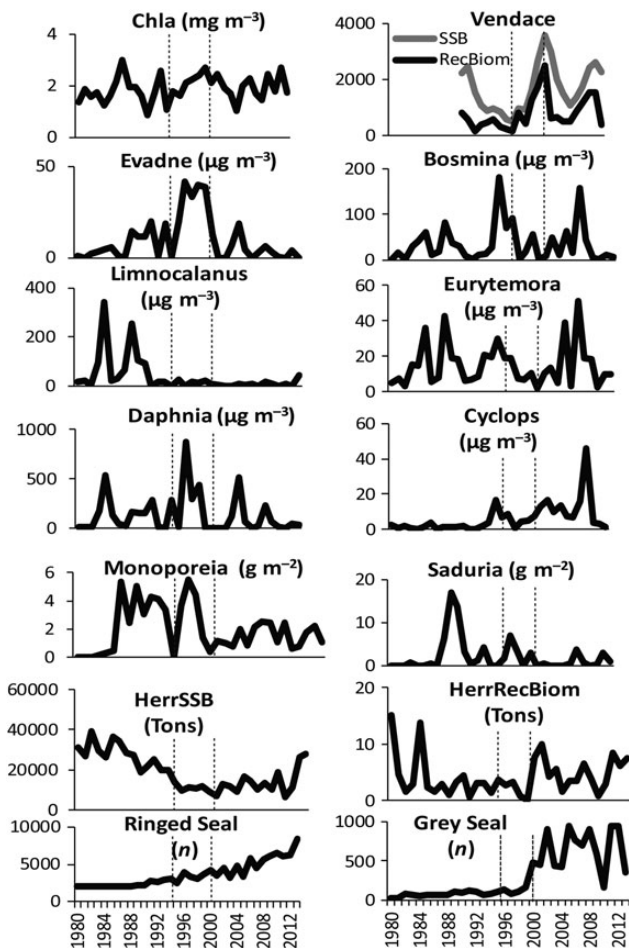 Chla (mg m–3)
4
2
0
Vendace
SSB
RecBiom
4000
2000
0
Evadne (µg m–3)
50
0
Bosmina (µg m–3)
200
100
0
Limnocalanus
(µg m–3)
400
200
0
Eurytemora
(µg m–3)
60
40
20
0
Daphnia (µg m–3)
1000
500
0
Cyclops
(µg m–3)
60
40
20
0
Monoporeia (g m–2)
6
4
2
0
Saduria (g m–2)
20
10
0
HerrSSB
(Tons)
60000
40000
20000
0
HerrRecBiom
(Tons)
20
10
0
Ringed Seal
(n)
10000
5000
0
1980
1984
1988
1992
1996
2000
2004
2008
2012
Grey Seal
(n)
1000
500
0
1980
1984
1988
1992
1996
2000
2004
2008
2012